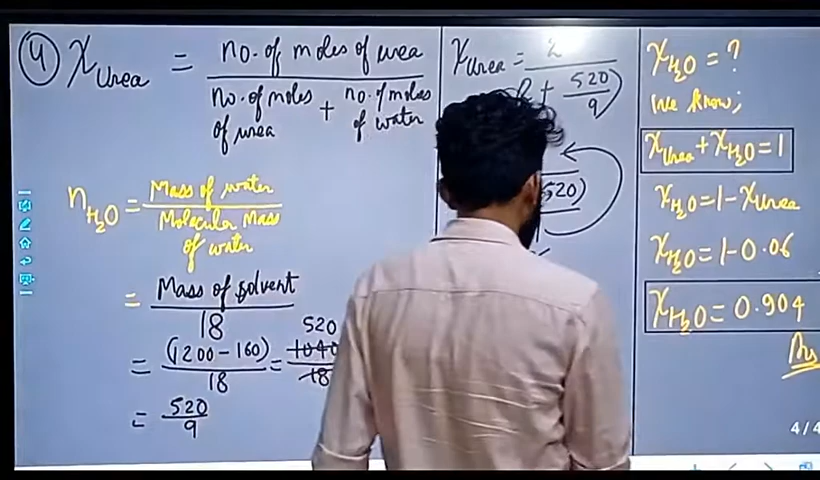 4 χUrea = no. of moles of urea
no. of moles of urea + no. of moles of water
nH2O = Mass of water
Molecular Mass of water
= Mass of solvent
18
= (1200 - 160) = 1040 520
18 18
= 520
9
χUrea = 2
+ 520
9
520)
χH2O = ?
We know;
χUrea + χH2O = 1
χH2O = 1 - χUrea
χH2O = 1 - 0.06
χH2O = 0.904
Ans
4/4